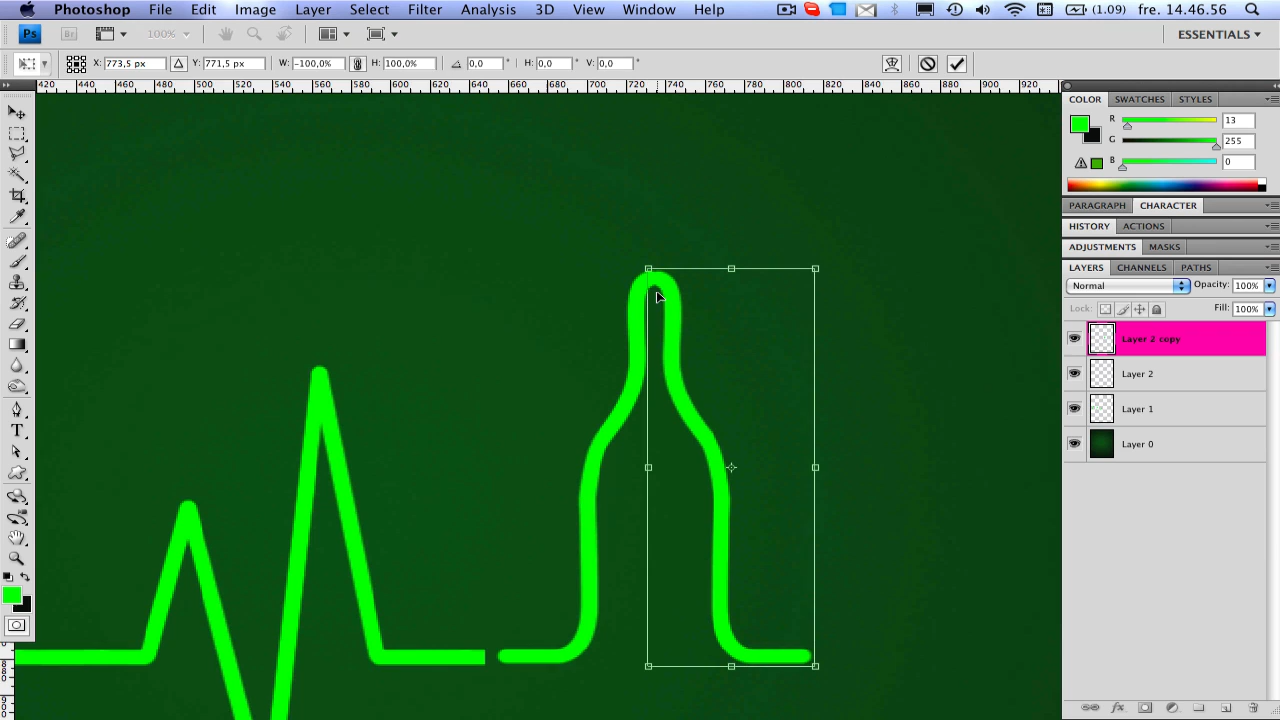 Photoshop File Edit Image Layer Select Filter Analysis 3D View Window Help (1.09) fre. 14.46.56
Ps Br 100% ESSENTIALS
X: 773,5 px Y: 771,5 px W: -100,0% H: 100,0% 0,0 ° H: 0,0 ° V: 0,0 °
420 460 480 500 520 540 560 580 600 620 640 660 680 700 720 740 760 780 800 820 840 860 880 900 920
COLOR SWATCHES STYLES
R 13
G 255
B 0
PARAGRAPH CHARACTER
HISTORY ACTIONS
ADJUSTMENTS MASKS
LAYERS CHANNELS PATHS
Normal Opacity: 100%
Lock: Fill: 100%
Layer 2 copy
Layer 2
Layer 1
Layer 0